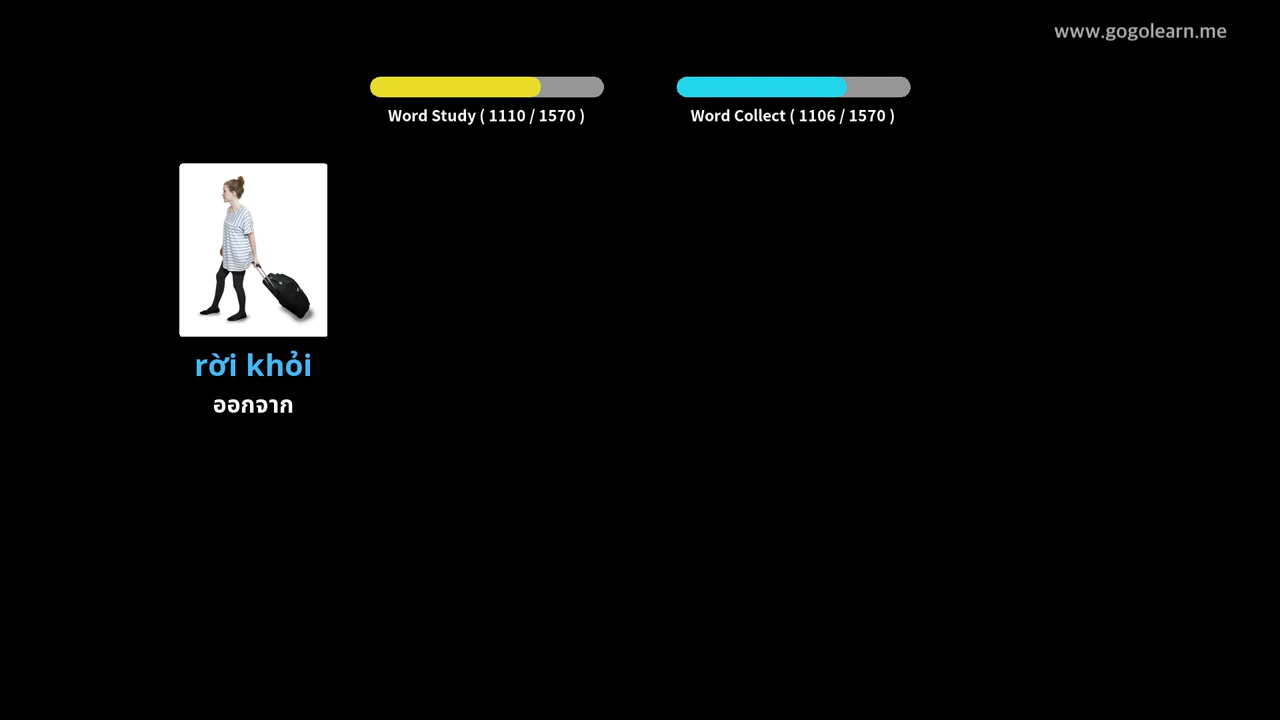 www.gogolearn.me
Word Study ( 1110 / 1570 )
Word Collect ( 1106 / 1570 )
rời khỏi
ออกจาก